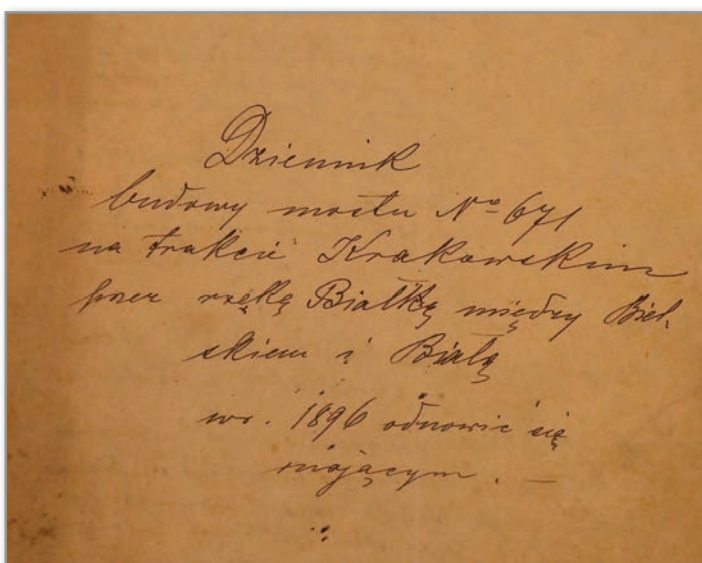 Dziennik
budowy mostu № 671
na trakcie Krakowskim
przez rzekę Białkę między Biel-
skiem i Białą
w r. 1896 odnowić się
mającym. —